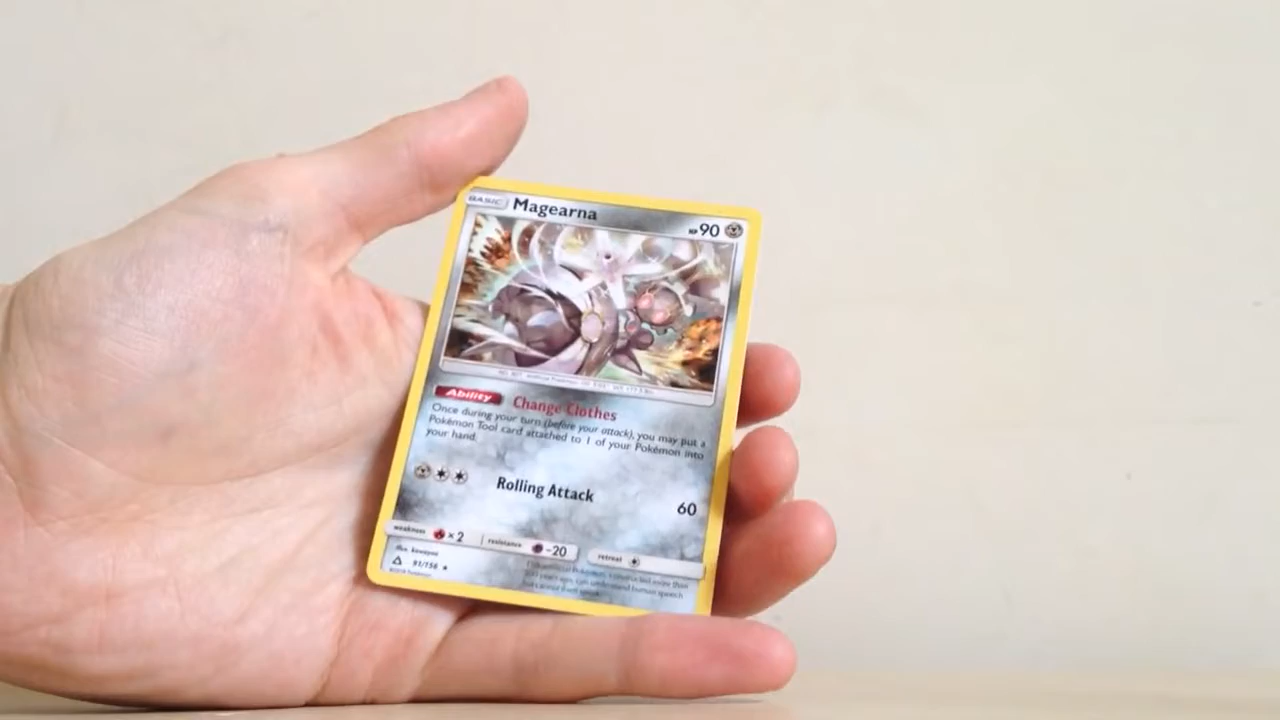 BASIC Magearna HP 90
Ability Change Clothes
Once during your turn (before your attack), you may put a
Pokémon Tool card attached to 1 of your Pokémon into
your hand.
Rolling Attack 60
weakness × 2 resistance -20 retreat
illus. kawayoo
91/156